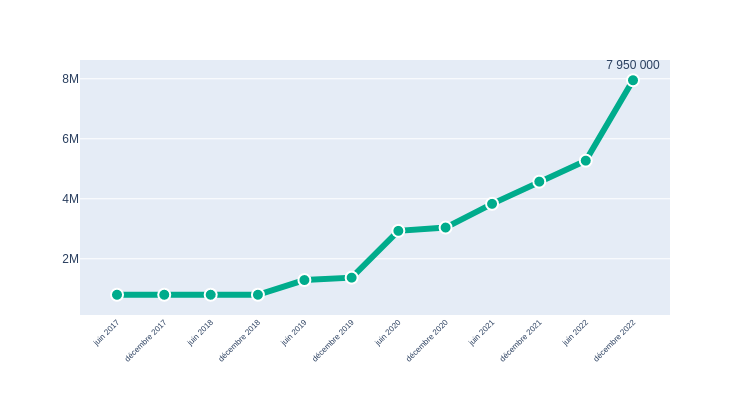 7 950 000
8M
6M
4M
2M
juin 2017
décembre 2017
juin 2018
décembre 2018
juin 2019
décembre 2019
juin 2020
décembre 2020
juin 2021
décembre 2021
juin 2022
décembre 2022